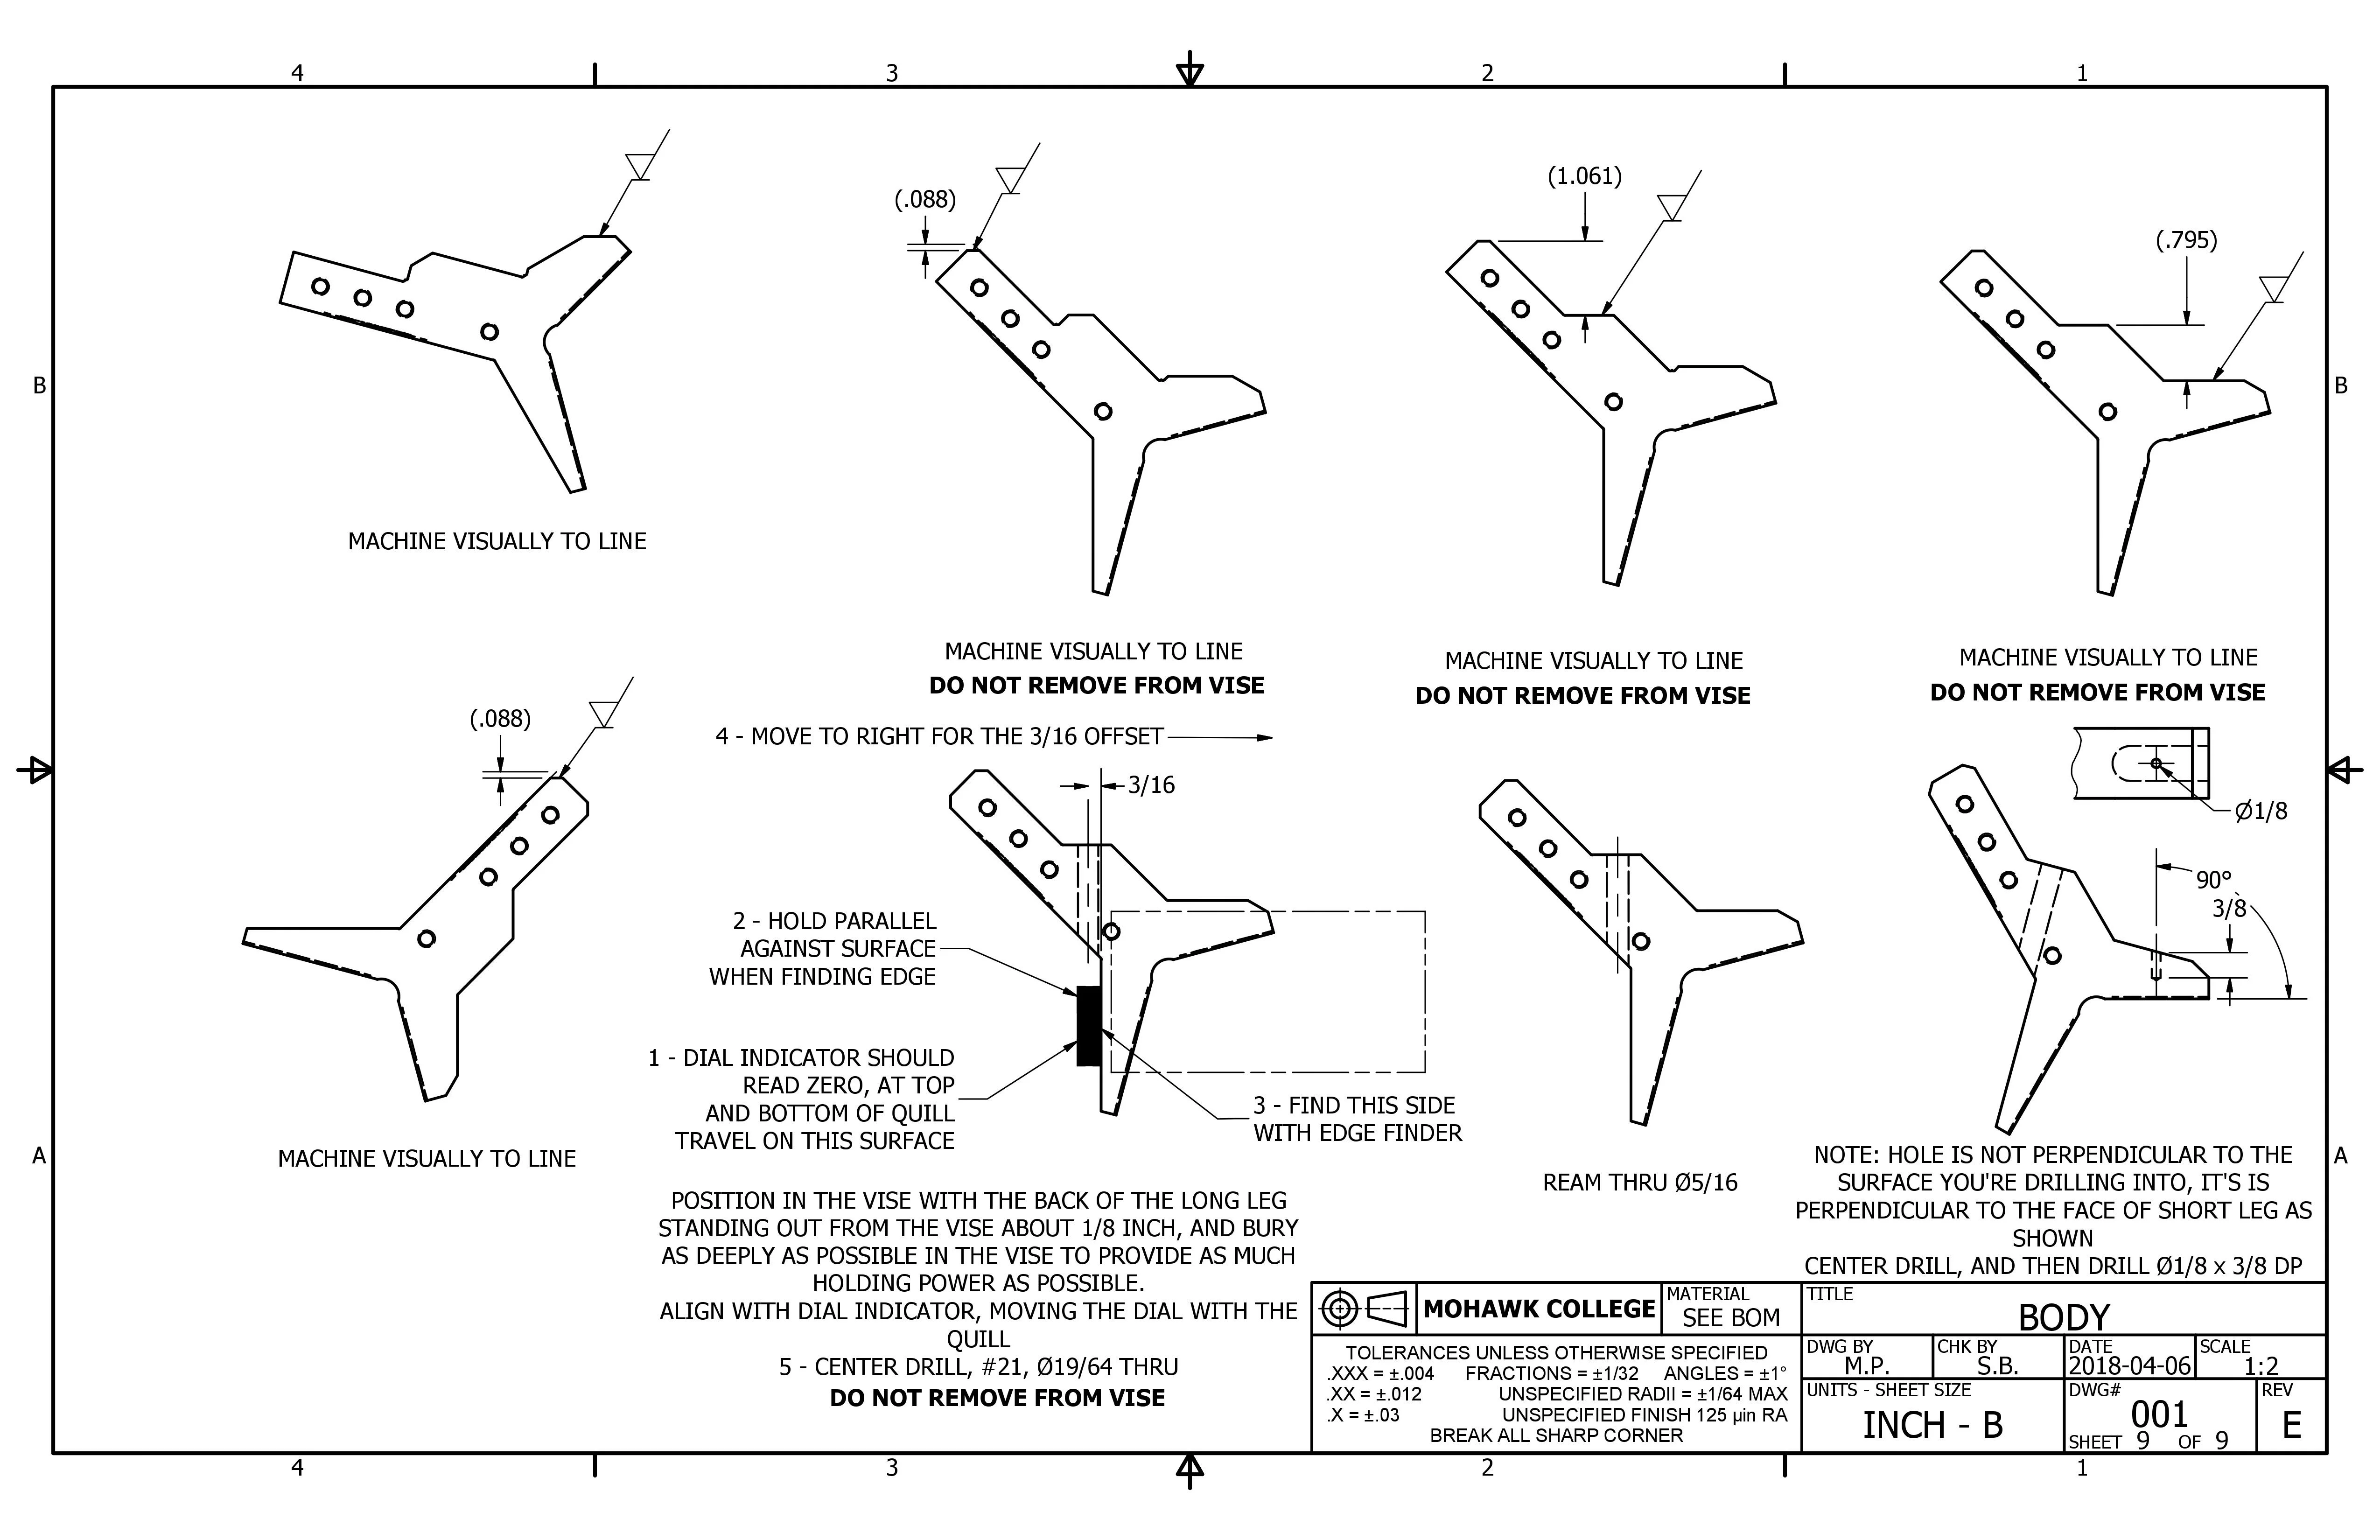 4
3
2
1
B
B
A
A
(.088)
(1.061)
(.795)
MACHINE VISUALLY TO LINE
MACHINE VISUALLY TO LINE
DO NOT REMOVE FROM VISE
MACHINE VISUALLY TO LINE
DO NOT REMOVE FROM VISE
MACHINE VISUALLY TO LINE
DO NOT REMOVE FROM VISE
(.088)
MACHINE VISUALLY TO LINE
4 - MOVE TO RIGHT FOR THE 3/16 OFFSET
3/16
2 - HOLD PARALLEL
AGAINST SURFACE
WHEN FINDING EDGE
1 - DIAL INDICATOR SHOULD
READ ZERO, AT TOP
AND BOTTOM OF QUILL
TRAVEL ON THIS SURFACE
3 - FIND THIS SIDE
WITH EDGE FINDER
POSITION IN THE VISE WITH THE BACK OF THE LONG LEG
STANDING OUT FROM THE VISE ABOUT 1/8 INCH, AND BURY
AS DEEPLY AS POSSIBLE IN THE VISE TO PROVIDE AS MUCH
HOLDING POWER AS POSSIBLE.
ALIGN WITH DIAL INDICATOR, MOVING THE DIAL WITH THE
QUILL
5 - CENTER DRILL, #21, Ø19/64 THRU
DO NOT REMOVE FROM VISE
REAM THRU Ø5/16
Ø1/8
90°
3/8
NOTE: HOLE IS NOT PERPENDICULAR TO THE
SURFACE YOU'RE DRILLING INTO, IT'S IS
PERPENDICULAR TO THE FACE OF SHORT LEG AS
SHOWN
CENTER DRILL, AND THEN DRILL Ø1/8 x 3/8 DP
MOHAWK COLLEGE
MATERIAL
SEE BOM
TITLE
BODY
TOLERANCES UNLESS OTHERWISE SPECIFIED
.XXX = ±.004 FRACTIONS = ±1/32 ANGLES = ±1°
.XX = ±.012 UNSPECIFIED RADII = ±1/64 MAX
.X = ±.03 UNSPECIFIED FINISH 125 µin RA
BREAK ALL SHARP CORNER
DWG BY
M.P.
CHK BY
S.B.
DATE
2018-04-06
SCALE
1:2
UNITS - SHEET SIZE
INCH - B
DWG#
001
SHEET 9 OF 9
REV
E
4
3
2
1